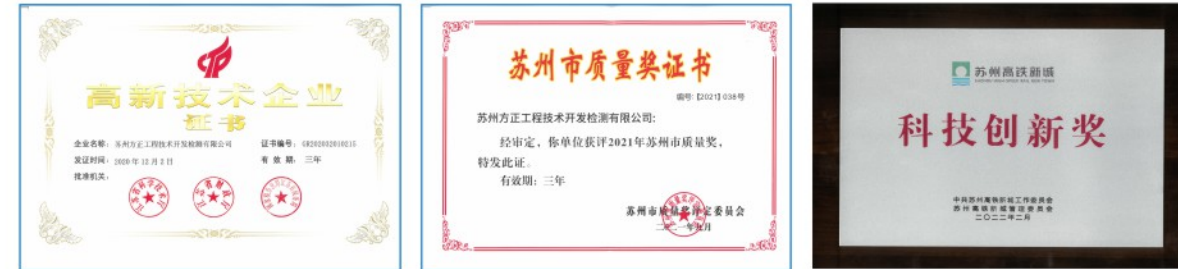 高新技术企业
证书
企业名称：苏州方正工程技术开发检测有限公司
证书编号：GR202032010215
发证时间：2020年12月2日
有效期：三年
批准机关：
苏州市质量奖证书
编号：[2021] 038号
苏州方正工程技术开发检测有限公司：
经审定，你单位获评2021年苏州市质量奖，
特发此证。
有效期：三年
苏州市质量奖评定委员会
二〇二一年九月
苏州高铁新城
科技创新奖
中共苏州高铁新城工作委员会
苏州高铁新城管理委员会
二〇二二年二月